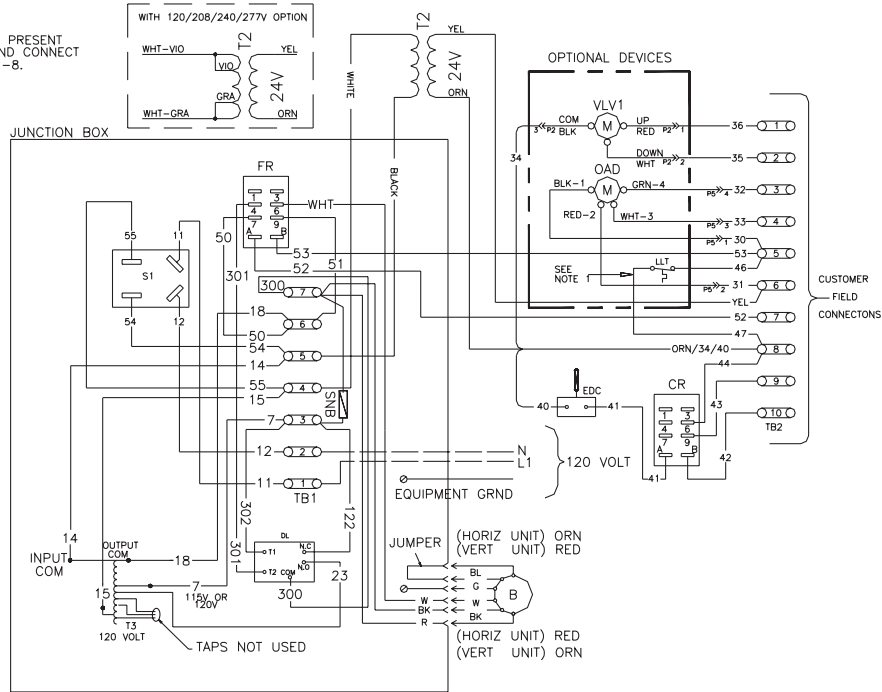 WITH 120/208/240/277V OPTION
PRESENT
ND CONNECT
-8.
WHT-VIO
VIO
T2
YEL
24V
GRA
WHT-GRA
ORN
T2
YEL
24V
ORN
WHITE
BLACK
OPTIONAL DEVICES
VLV1
COM
BLK
3 P2
M
UP
RED
P2 1
36
1
DOWN
WHT
P2 2
35
2
34
OAD
BLK-1
M
GRN-4
P5 4
32
3
RED-2
WHT-3
P5 3
33
4
P5 1
30
53
5
46
LLT
SEE
NOTE 1
P5 2
31
6
YEL
52
7
47
ORN/34/40
8
44
9
43
10
TB2
42
CUSTOMER
FIELD
CONNECTONS
JUNCTION BOX
FR
1
3
4
6
7
9
A
B
WHT
50
301
53
52
51
55
11
S1
54
12
300
7
18
6
50
54
5
14
55
4
15
SNB
7
3
12
2
N
L1
11
1
TB1
120 VOLT
EQUIPMENT GRND
EDC
40
41
CR
1
3
4
6
7
9
A
B
41
302
301
122
DL
T1
N.C
N.O
T2
COM
23
300
14
INPUT
COM
OUTPUT
COM
18
15
7
115V OR
120V
T3
120 VOLT
TAPS NOT USED
JUMPER
(HORIZ UNIT) ORN
(VERT UNIT) RED
BL
G
W
W
BK
BK
R
B
(HORIZ UNIT) RED
(VERT UNIT) ORN